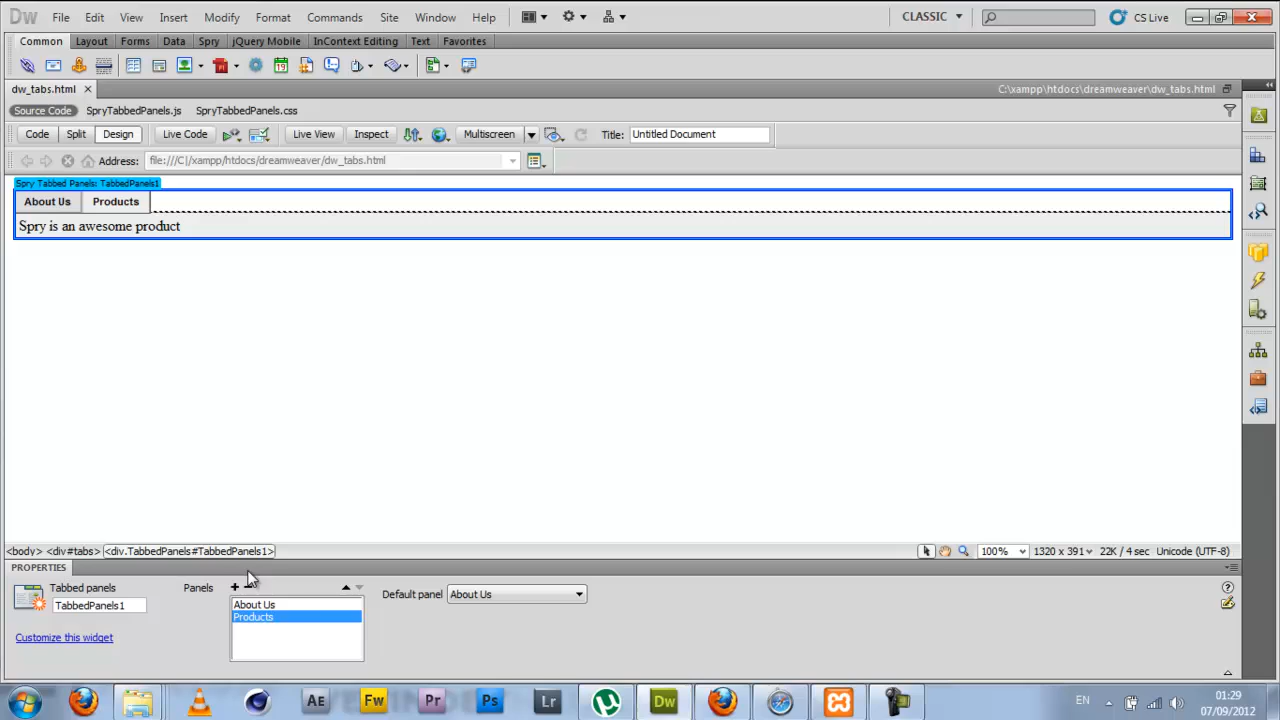 Dw File Edit View Insert Modify Format Commands Site Window Help CLASSIC CS Live
Common Layout Forms Data Spry jQuery Mobile InContext Editing Text Favorites
dw_tabs.html C:\xampp\htdocs\dreamweaver\dw_tabs.html
Source Code SpryTabbedPanels.js SpryTabbedPanels.css
Code Split Design Live Code Live View Inspect Multiscreen Title: Untitled Document
Address: file:///C|/xampp/htdocs/dreamweaver/dw_tabs.html
Spry Tabbed Panels: TabbedPanels1
About Us Products
Spry is an awesome product
<body> <div#tabs> <div.TabbedPanels#TabbedPanels1> 100% 1320 x 391 22K / 4 sec Unicode (UTF-8)
PROPERTIES
Tabbed panels Panels
TabbedPanels1
Customize this widget
About Us
Products
Default panel About Us
Ae Fw Pr Ps Lr Dw EN 01:29
07/09/2012